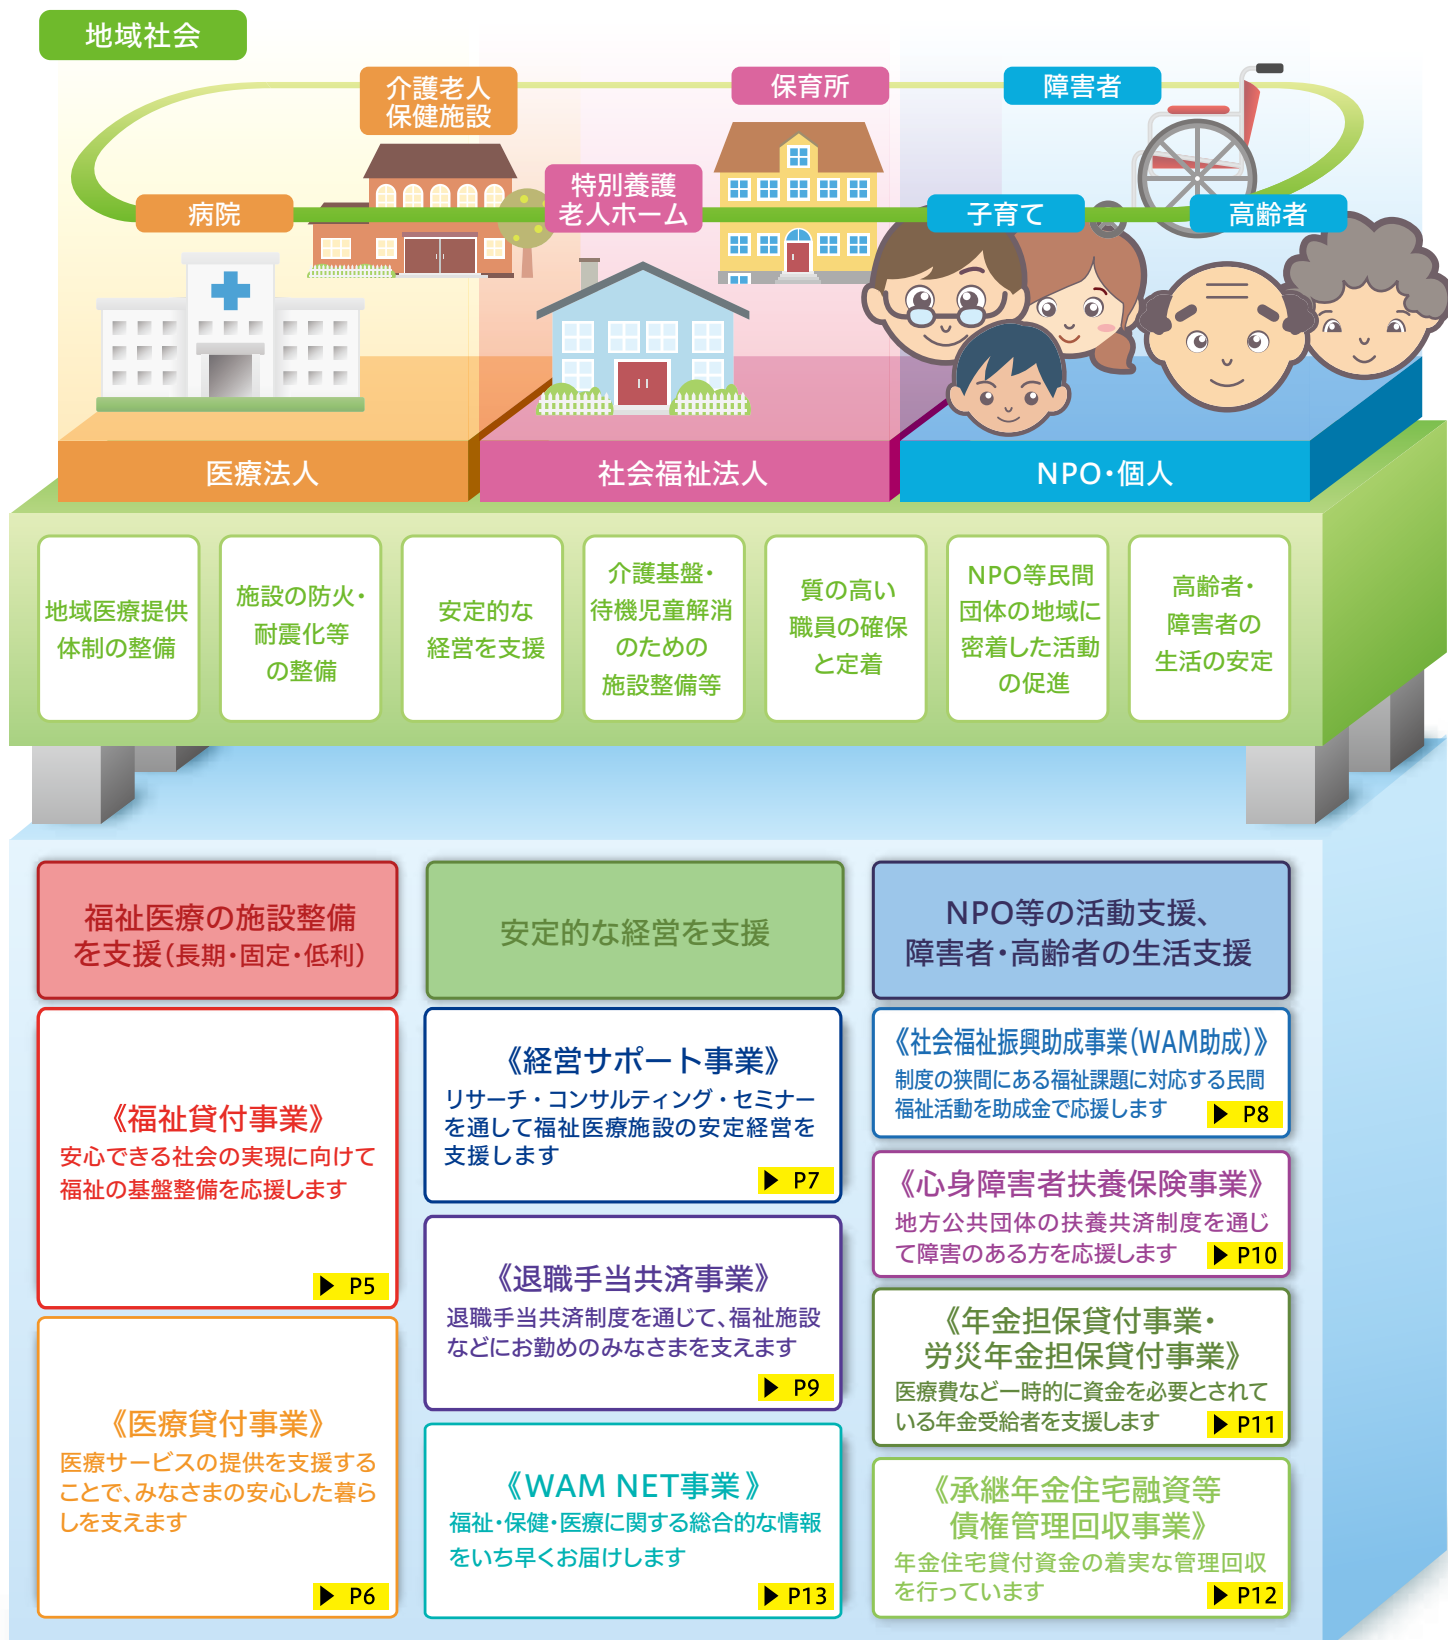 地域社会
介護老人
保健施設
保育所
障害者
病院
特別養護
老人ホーム
子育て
高齢者
医療法人
社会福祉法人
NPO・個人
地域医療提供
体制の整備
施設の防火・
耐震化等
の整備
安定的な
経営を支援
介護基盤・
待機児童解消
のための
施設整備等
質の高い
職員の確保
と定着
NPO等民間
団体の地域に
密着した活動
の促進
高齢者・
障害者の
生活の安定
福祉医療の施設整備
を支援（長期・固定・低利）
《福祉貸付事業》
安心できる社会の実現に向けて
福祉の基盤整備を応援します
▶ P5
《医療貸付事業》
医療サービスの提供を支援する
ことで、みなさまの安心した暮ら
しを支えます
▶ P6
安定的な経営を支援
《経営サポート事業》
リサーチ・コンサルティング・セミナー
を通して福祉医療施設の安定経営を
支援します
▶ P7
《退職手当共済事業》
退職手当共済制度を通じて、福祉施設
などにお勤めのみなさまを支えます
▶ P9
《WAM NET事業》
福祉・保健・医療に関する総合的な情報
をいち早くお届けします
▶ P13
NPO等の活動支援、
障害者・高齢者の生活支援
《社会福祉振興助成事業（WAM助成）》
制度の狭間にある福祉課題に対応する民間
福祉活動を助成金で応援します
▶ P8
《心身障害者扶養保険事業》
地方公共団体の扶養共済制度を通じ
て障害のある方を応援します
▶ P10
《年金担保貸付事業・
労災年金担保貸付事業》
医療費など一時的に資金を必要とされて
いる年金受給者を支援します
▶ P11
《承継年金住宅融資等
債権管理回収事業》
年金住宅貸付資金の着実な管理回収
を行っています
▶ P12